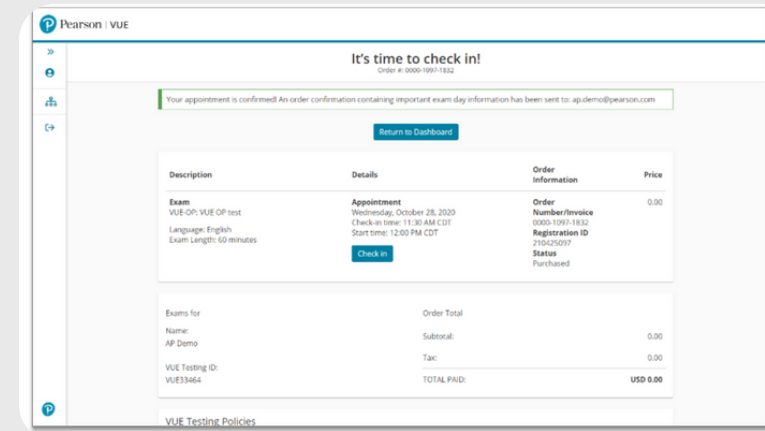 Pearson | VUE
It's time to check in!
Order #: 0000-1097-1832
Your appointment is confirmed! An order confirmation containing important exam day information has been sent to: ap.demo@pearson.com
Return to Dashboard
Description
Details
Order
Information
Price
Exam
VUE-OP: VUE OP test
Language: English
Exam Length: 60 minutes
Appointment
Wednesday, October 28, 2020
Check-in time: 11:30 AM CDT
Start time: 12:00 PM CDT
Check in
Order
Number/Invoice
0000-1097-1832
Registration ID
210425097
Status
Purchased
0.00
Exams for
Name:
AP Demo
VUE Testing ID:
VUE33464
Order Total
Subtotal:
0.00
Tax:
0.00
TOTAL PAID:
USD 0.00
VUE Testing Policies